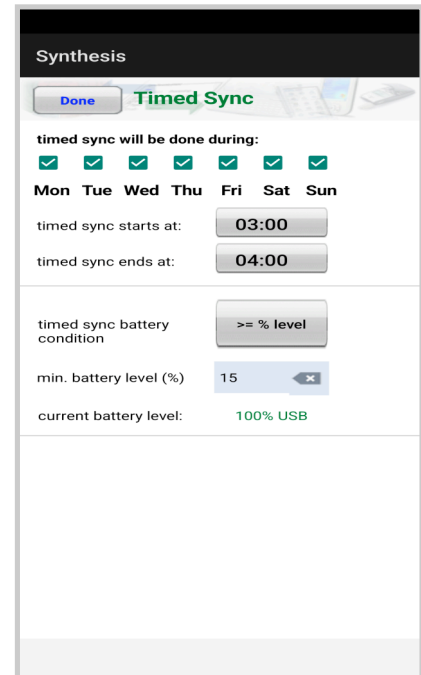 Synthesis
Done Timed Sync
timed sync will be done during:
Mon Tue Wed Thu Fri Sat Sun
timed sync starts at: 03:00
timed sync ends at: 04:00
timed sync battery condition >= % level
min. battery level (%) 15
current battery level: 100% USB